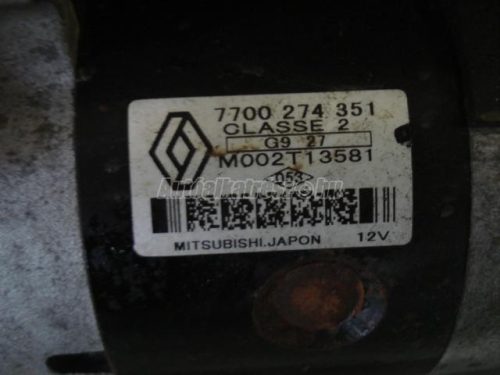 7700 274 351
CLASSE 2
G9 27
M002T13581
D53
MITSUBISHI.JAPON 12V